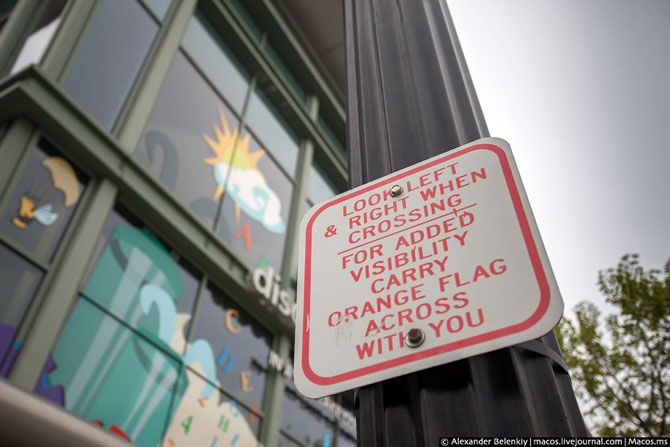 LOOK LEFT
& RIGHT WHEN
CROSSING
FOR ADDED
VISIBILITY
CARRY
ORANGE FLAG
ACROSS
WITH YOU
© Alexander Belenkiy | macos.livejournal.com | Macos.ms